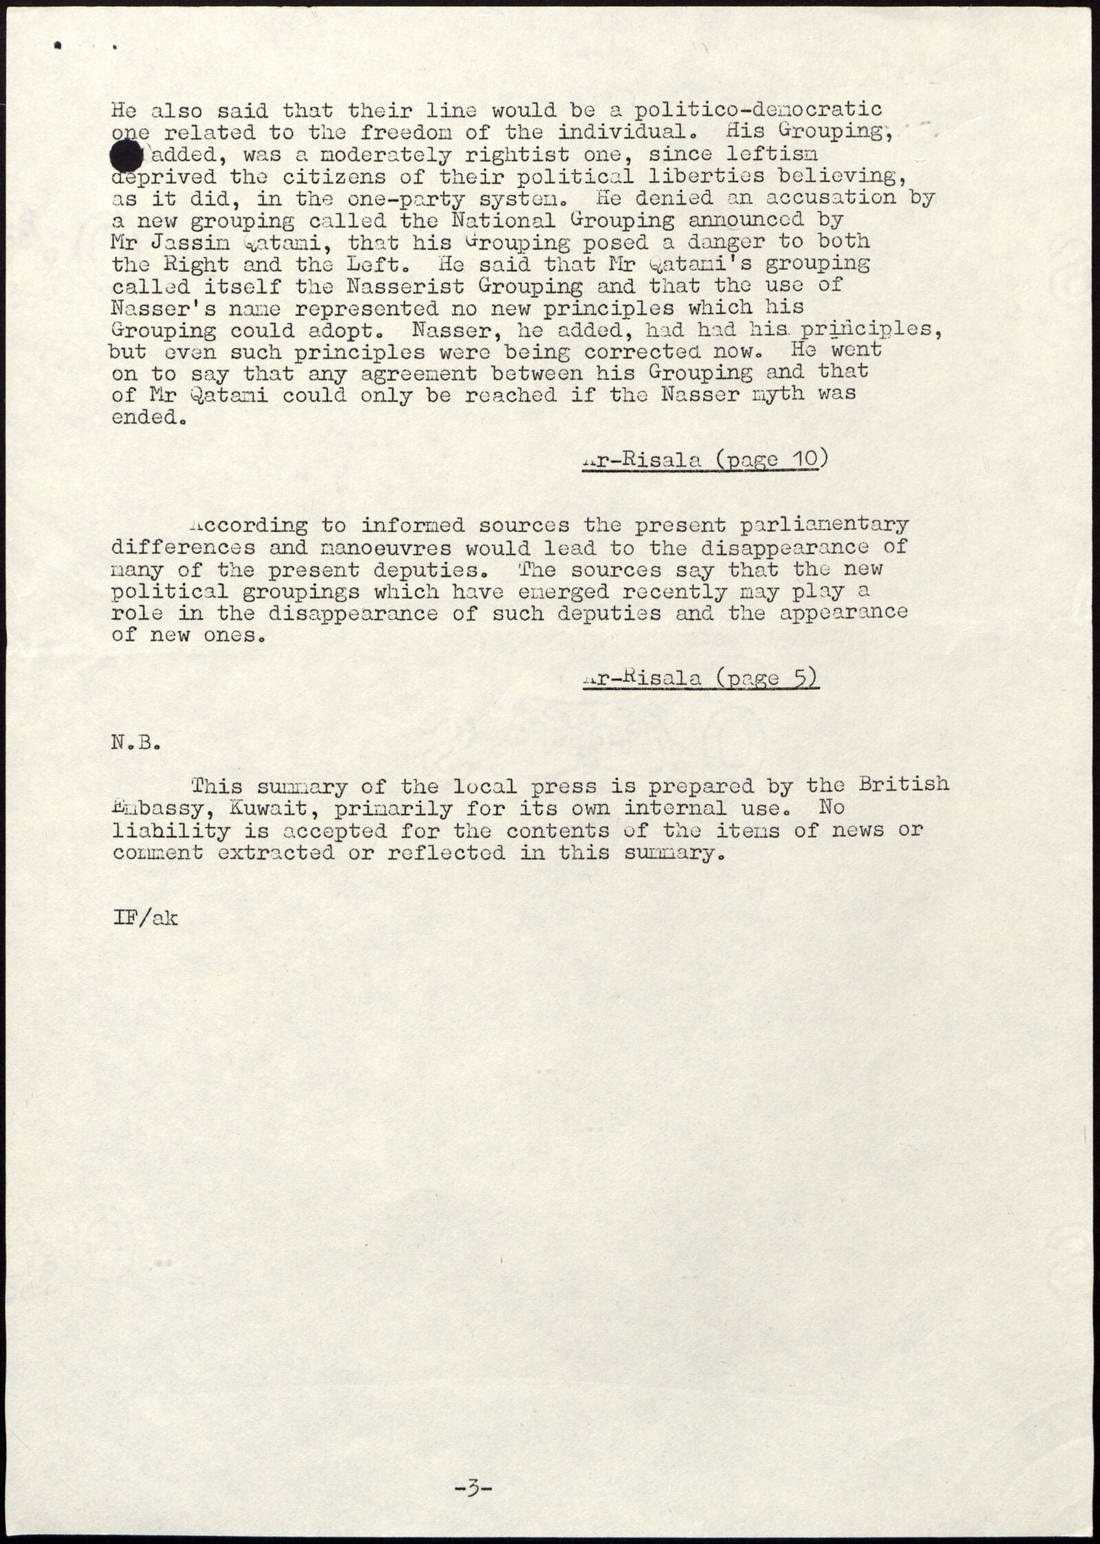 He also said that their line would be a politico-democratic
one related to the freedom of the individual. His Grouping,
added, was a moderately rightist one, since leftism
deprived the citizens of their political liberties believing,
as it did, in the one-party system. He denied an accusation by
a new grouping called the National Grouping announced by
Mr Jassim Qatami, that his Grouping posed a danger to both
the Right and the Left. He said that Mr Qatami's grouping
called itself the Nasserist Grouping and that the use of
Nasser's name represented no new principles which his
Grouping could adopt. Nasser, he added, had had his principles,
but even such principles were being corrected now. He went
on to say that any agreement between his Grouping and that
of Mr Qatami could only be reached if the Nasser myth was
ended.
Ar-Risala (page 10)
According to informed sources the present parliamentary
differences and manoeuvres would lead to the disappearance of
many of the present deputies. The sources say that the new
political groupings which have emerged recently may play a
role in the disappearance of such deputies and the appearance
of new ones.
Ar-Risala (page 5)
N.B.
This summary of the local press is prepared by the British
Embassy, Kuwait, primarily for its own internal use. No
liability is accepted for the contents of the items of news or
comment extracted or reflected in this summary.
IF/ak
-3-